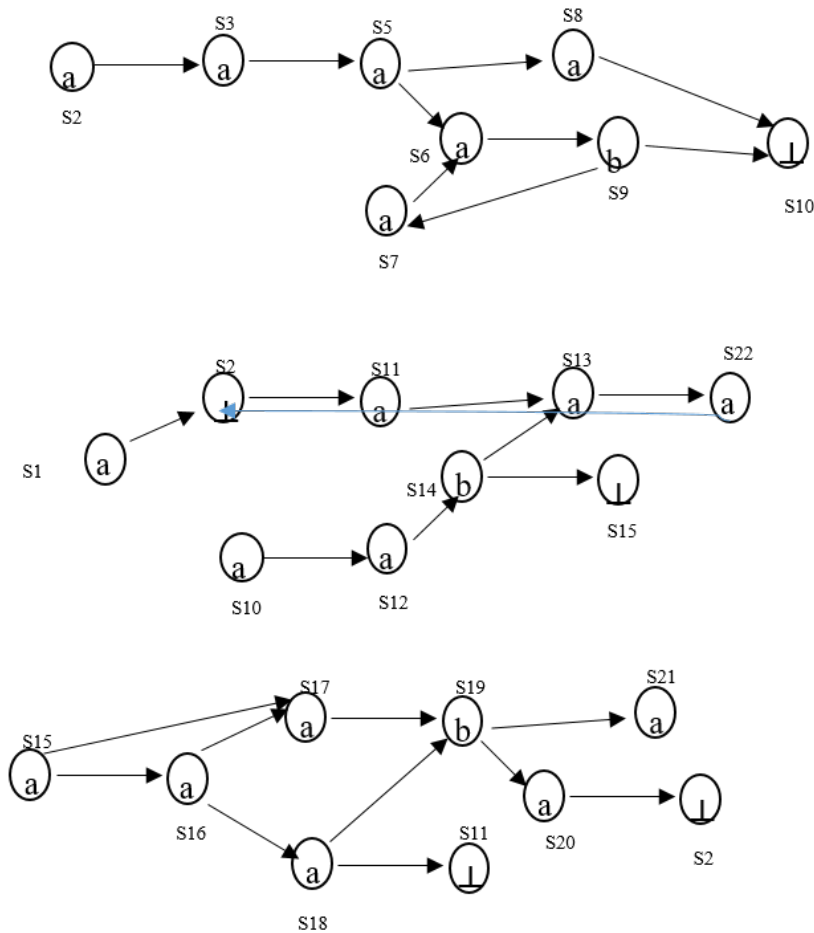 S3 S5 S8
a a a a
S2
a b ⊥
S6 S9 S10
a
S7
S2 S11 S13 S22
⊥ a a a
S1 a
S14 b ⊥
S15
a a
S10 S12
S17 S19 S21
a b a
S15
a a a ⊥
S16 S20 S2
S11
a ⊥
S18